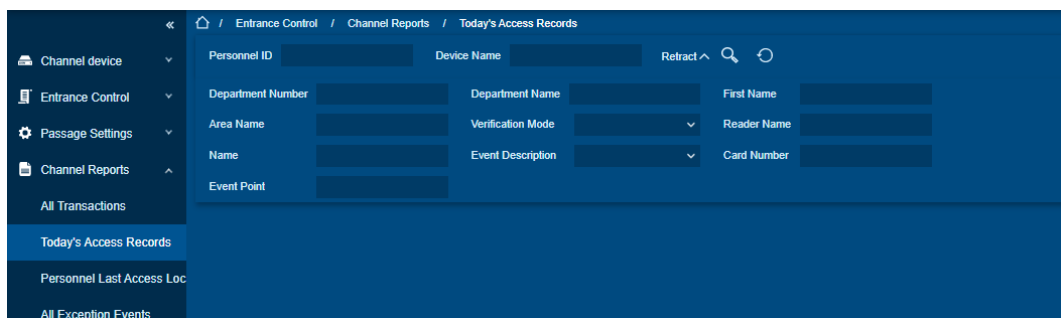 «
/ Entrance Control / Channel Reports / Today's Access Records
Channel device
Entrance Control
Passage Settings
Channel Reports
All Transactions
Today's Access Records
Personnel Last Access Loc
All Exception Events
Personnel ID Device Name Retract
Department Number Department Name First Name
Area Name Verification Mode Reader Name
Name Event Description Card Number
Event Point